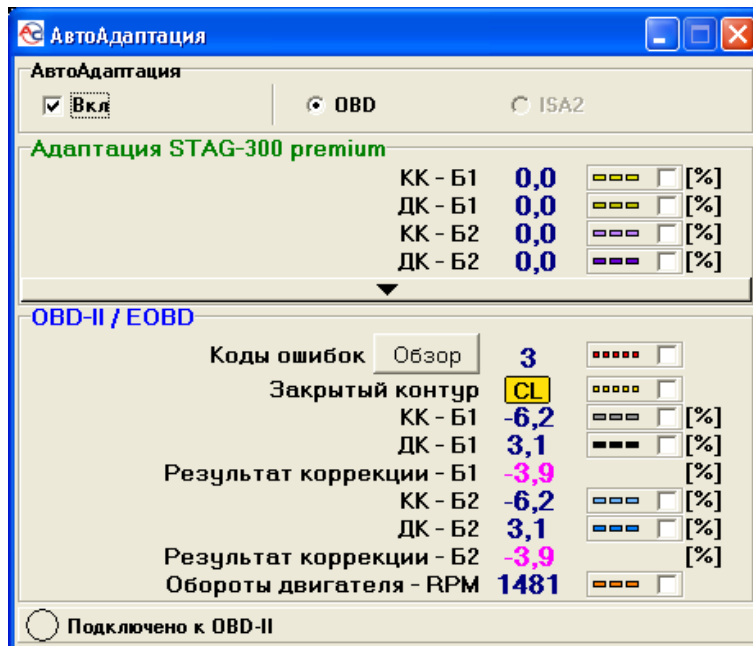 АвтоАдаптация
АвтоАдаптация
Вкл OBD ISA2
Адаптация STAG-300 premium
КК - Б1 0,0 [%]
ДК - Б1 0,0 [%]
КК - Б2 0,0 [%]
ДК - Б2 0,0 [%]
OBD-II / EOBD
Коды ошибок Обзор 3
Закрытый контур CL
КК - Б1 -6,2 [%]
ДК - Б1 3,1 [%]
Результат коррекции - Б1 -3,9 [%]
КК - Б2 -6,2 [%]
ДК - Б2 3,1 [%]
Результат коррекции - Б2 -3,9 [%]
Обороты двигателя - RPM 1481
Подключено к OBD-II